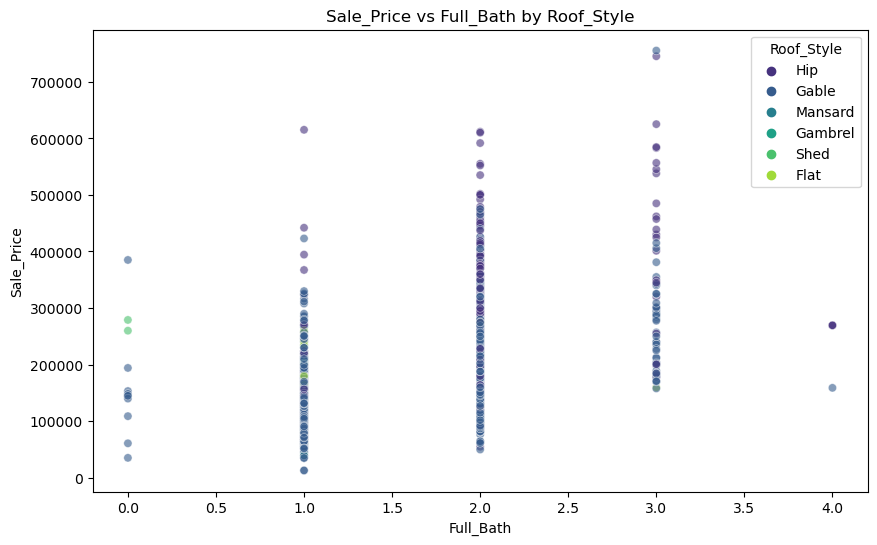 Sale_Price vs Full_Bath by Roof_Style
Roof_Style
Hip
Gable
Mansard
Gambrel
Shed
Flat
Sale_Price
700000
600000
500000
400000
300000
200000
100000
0
0.0 0.5 1.0 1.5 2.0 2.5 3.0 3.5 4.0
Full_Bath